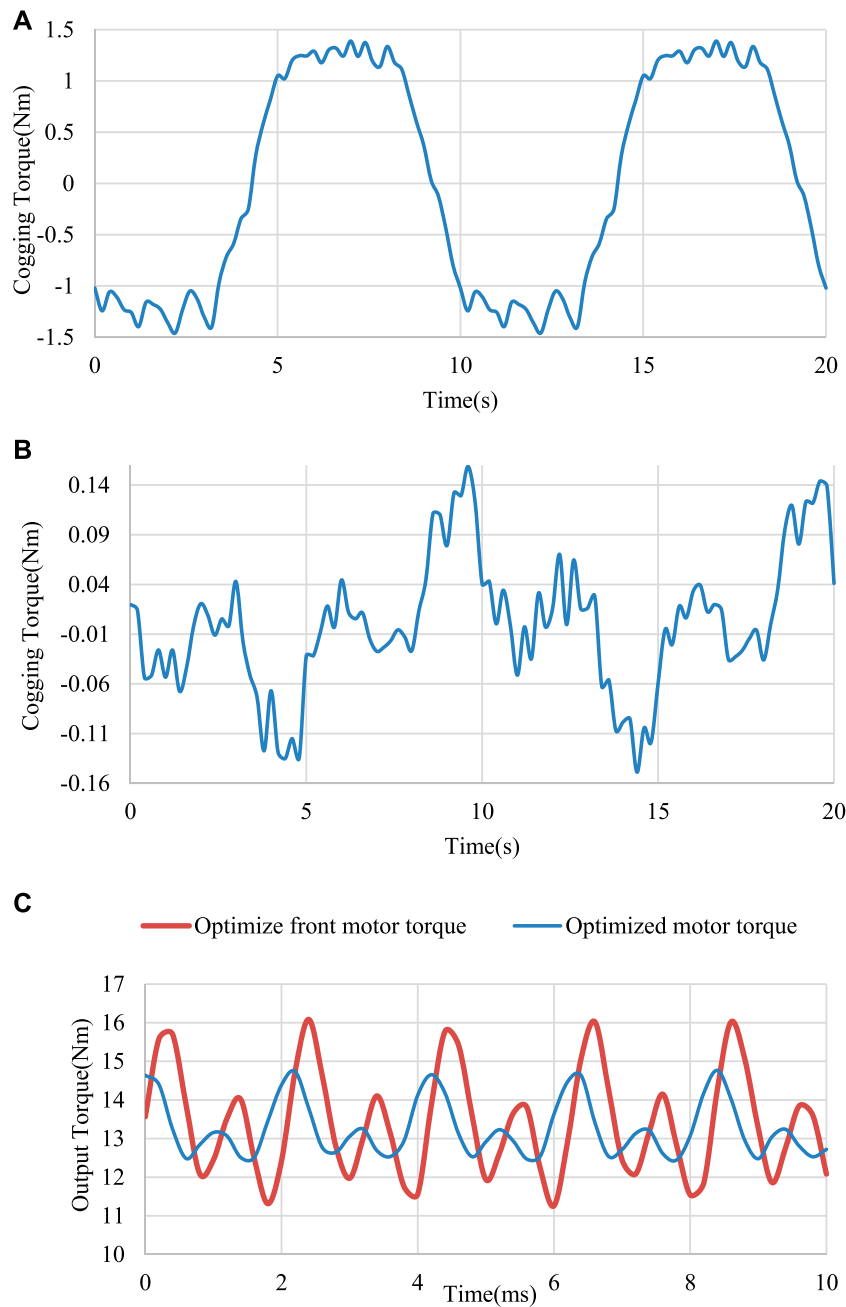 A
Cogging Torque(Nm)
1.5
1
0.5
0
-0.5
-1
-1.5
0 5 10 15 20
Time(s)
B
Cogging Torque(Nm)
0.14
0.09
0.04
-0.01
-0.06
-0.11
-0.16
0 5 10 15 20
Time(s)
C
Optimize front motor torque Optimized motor torque
Output Torque(Nm)
17
16
15
14
13
12
11
10
0 2 4 6 8 10
Time(ms)